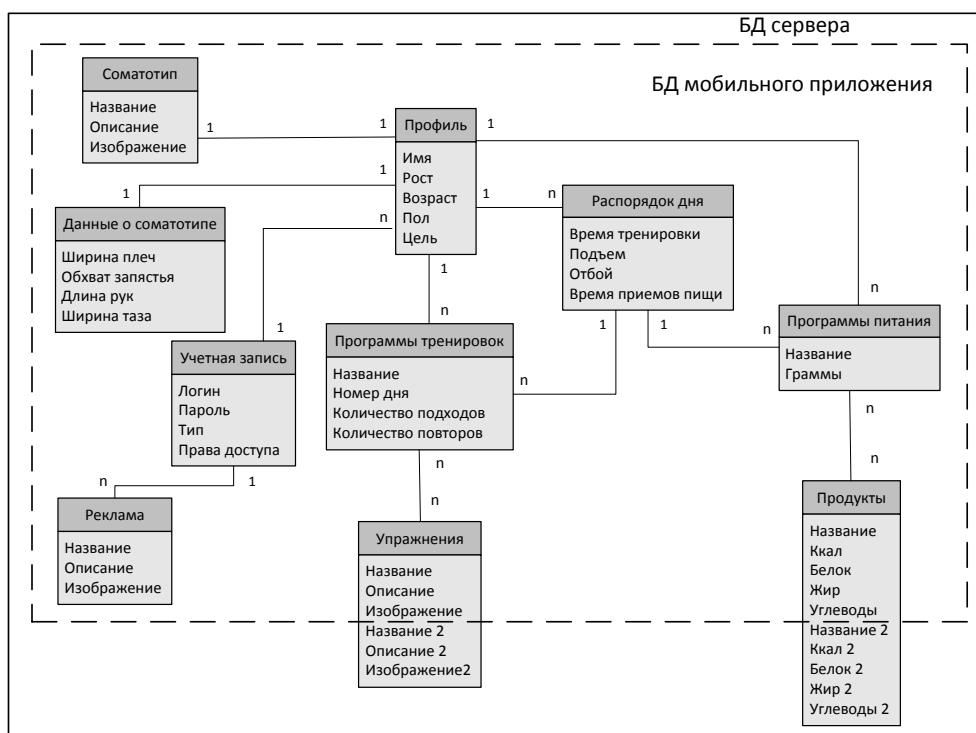 БД сервера
БД мобильного приложения
Соматотип
Название
Описание
Изображение
1
1
Профиль
Имя
Рост
Возраст
Пол
Цель
1
1
1
n
1
n
1
n
Данные о соматотипе
Ширина плеч
Обхват запястья
Длина рук
Ширина таза
n
1
Распорядок дня
Время тренировки
Подъем
Отбой
Время приемов пищи
1
1
n
n
Учетная запись
Логин
Пароль
Тип
Права доступа
n
1
Программы тренировок
Название
Номер дня
Количество подходов
Количество повторов
n
n
Программы питания
Название
Граммы
n
n
Реклама
Название
Описание
Изображение
Упражнения
Название
Описание
Изображение
Название 2
Описание 2
Изображение2
Продукты
Название
Ккал
Белок
Жир
Углеводы
Название 2
Ккал 2
Белок 2
Жир 2
Углеводы 2